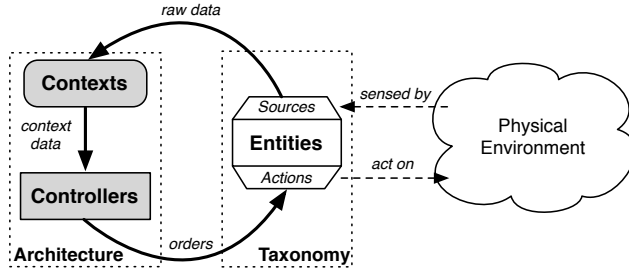 raw data
Contexts
context
data
Controllers
Architecture
orders
Sources
Entities
Actions
Taxonomy
sensed by
act on
Physical
Environment